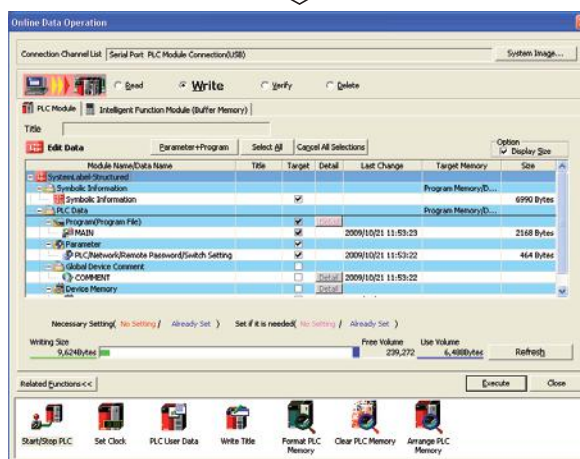 Online Data Operation
Connection Channel List Serial Port PLC Module Connection(USB) System Image...
Read Write Verify Delete
PLC Module Intelligent Function Module (Buffer Memory)
Title
Edit Data Parameter+Program Select All Cancel All Selections Option
Display Size
Module Name/Data Name Title Target Detail Last Change Target Memory Size
SystemLabel-Structured
Symbolic Information Program Memory/D...
Symbolic Information 6990 Bytes
PLC Data Program Memory/D...
Program(Program File) Detail
MAIN 2009/10/21 11:53:23 2168 Bytes
Parameter
PLC/Network/Remote Password/Switch Setting 2009/10/21 11:53:22 464 Bytes
Global Device Comment
COMMENT Detail 2009/10/21 11:53:22
Device Memory Detail
Necessary Setting( No Setting / Already Set ) Set if it is needed( No Setting / Already Set )
Writing Size Free Volume Use Volume
9,624Bytes 239,272 6,488Bytes Refresh
Related Functions<< Execute Close
Start/Stop PLC Set Clock PLC User Data Write Title Format PLC Memory Clear PLC Memory Arrange PLC Memory